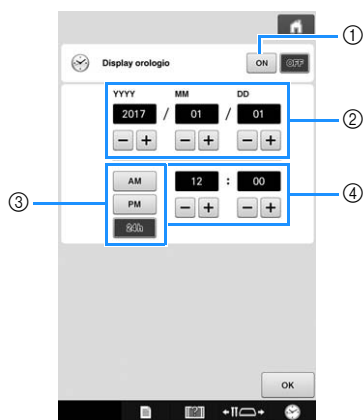 ①
Display orologio ON OFF
YYYY MM DD
2017 / 01 / 01 ②
− + − + − +
③ AM 12 : 00 ④
PM − + − +
24h
OK